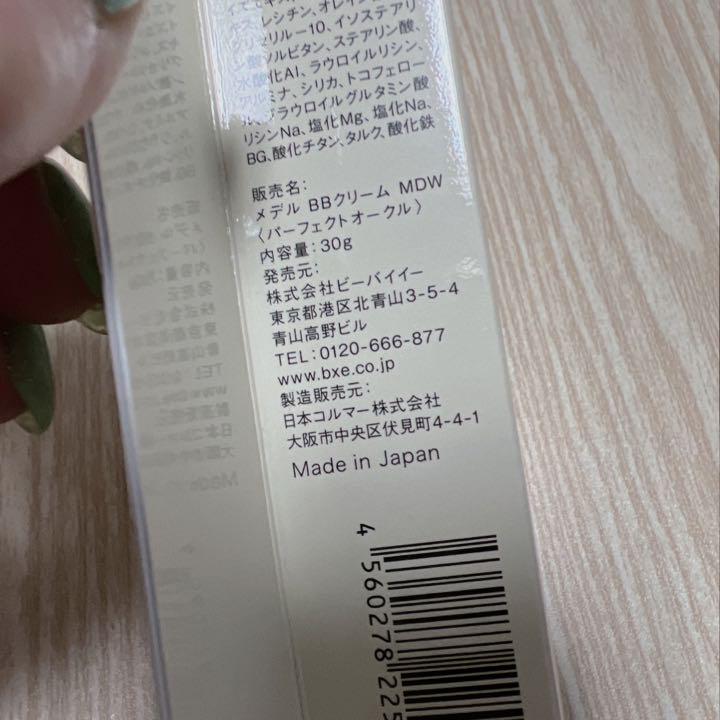 レシチン、オレイン
セリル-10、イソステアリ
ソルビタン、ステアリン酸、
水酸化Al、ラウロイルリシン、
アルミナ、シリカ、トコフェロー
ラウロイルグルタミン酸
リシンNa、塩化Mg、塩化Na、
BG、酸化チタン、タルク、酸化鉄
販売名:
メデル BBクリーム MDW
〈パーフェクトオークル〉
内容量:30g
発売元:
株式会社ビーバイイー
東京都港区北青山3-5-4
青山高野ビル
TEL:0120-666-877
www.bxe.co.jp
製造販売元:
日本コルマー株式会社
大阪市中央区伏見町4-4-1
Made in Japan
4 560278 225